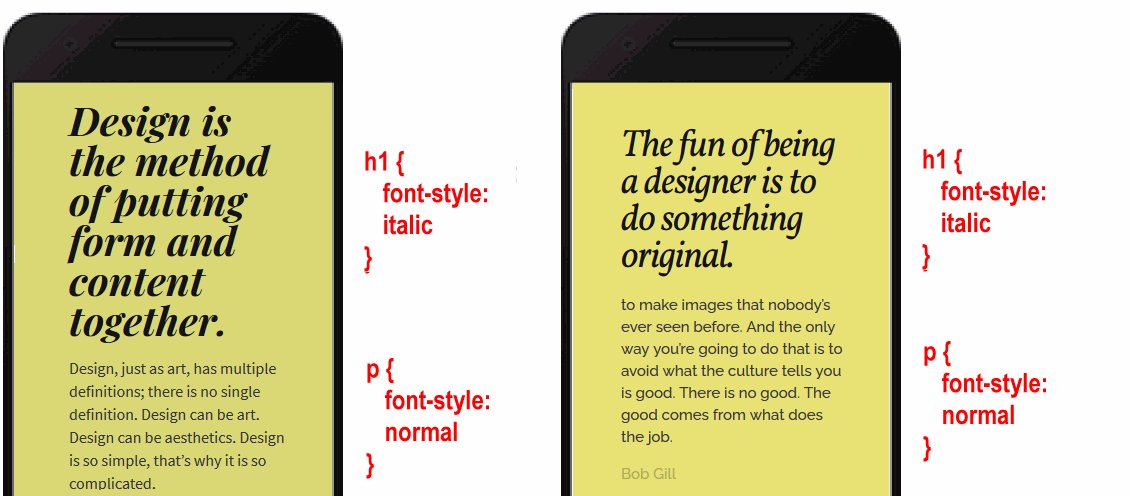 Design is
the method
of putting
form and
content
together.
Design, just as art, has multiple
definitions; there is no single
definition. Design can be art.
Design can be aesthetics. Design
is so simple, that’s why it is so
complicated.
h1 {
font-style:
italic
}
p {
font-style:
normal
}
The fun of being
a designer is to
do something
original.
to make images that nobody’s
ever seen before. And the only
way you’re going to do that is to
avoid what the culture tells you
is good. There is no good. The
good comes from what does
the job.
Bob Gill
h1 {
font-style:
italic
}
p {
font-style:
normal
}